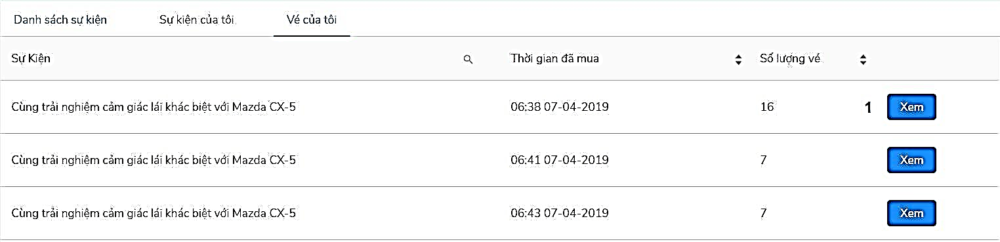 Danh sách sự kiện Sự kiện của tôi Vé của tôi
Sự Kiện Thời gian đã mua Số lượng vé
Cùng trải nghiệm cảm giác lái khác biệt với Mazda CX-5 06:38 07-04-2019 16 1 Xem
Cùng trải nghiệm cảm giác lái khác biệt với Mazda CX-5 06:41 07-04-2019 7 Xem
Cùng trải nghiệm cảm giác lái khác biệt với Mazda CX-5 06:43 07-04-2019 7 Xem